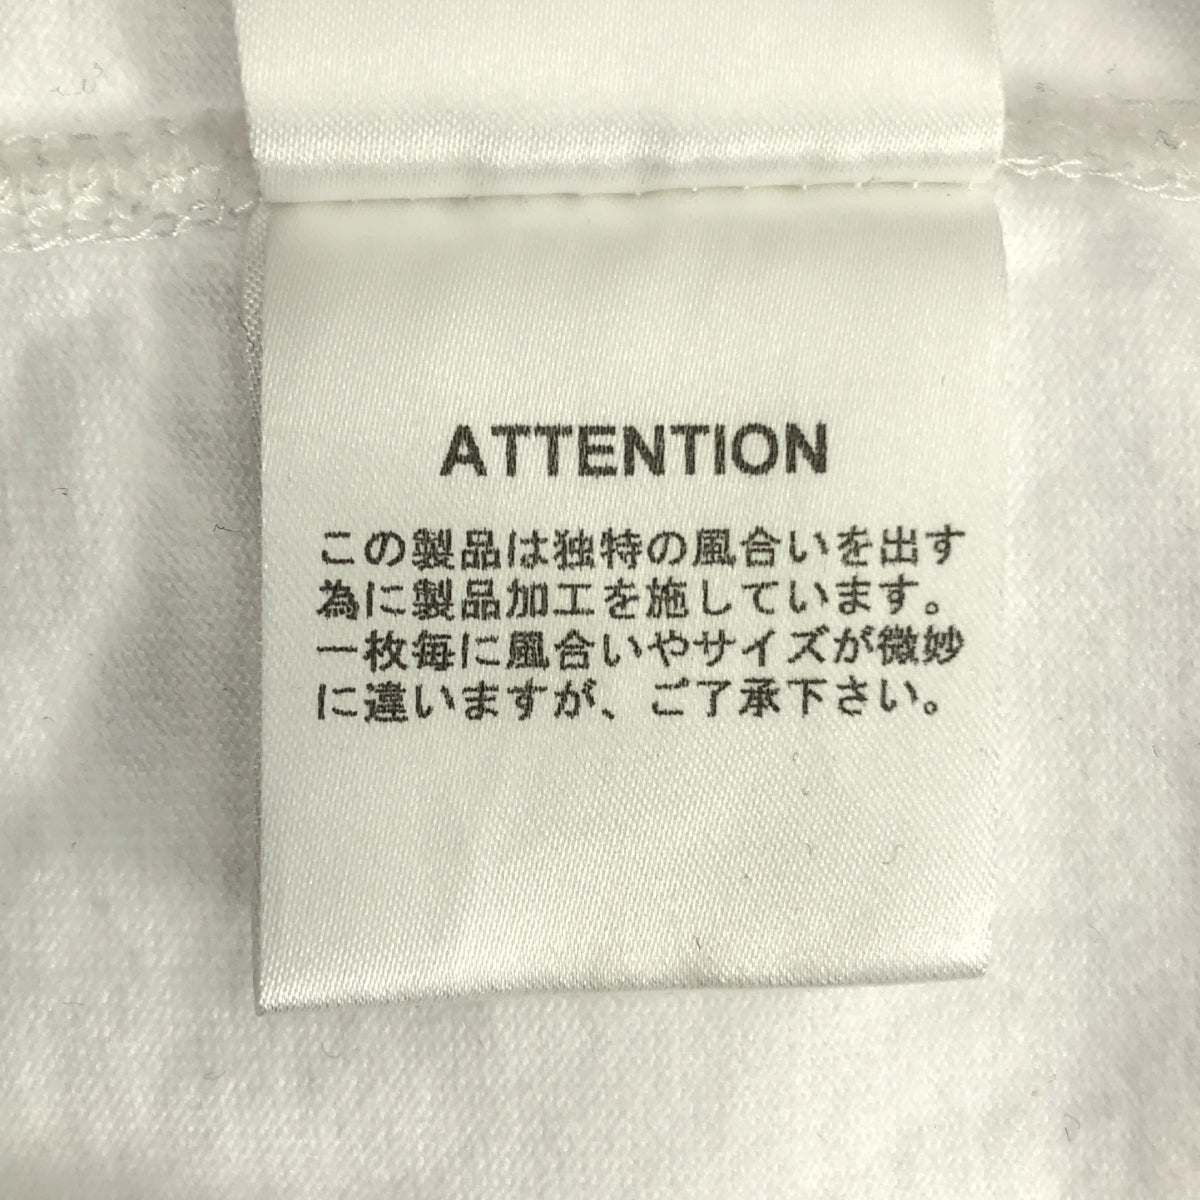 ATTENTION
この製品は独特の風合いを出す
為に製品加工を施しています。
一枚毎に風合いやサイズが微妙
に違いますが、ご了承下さい。